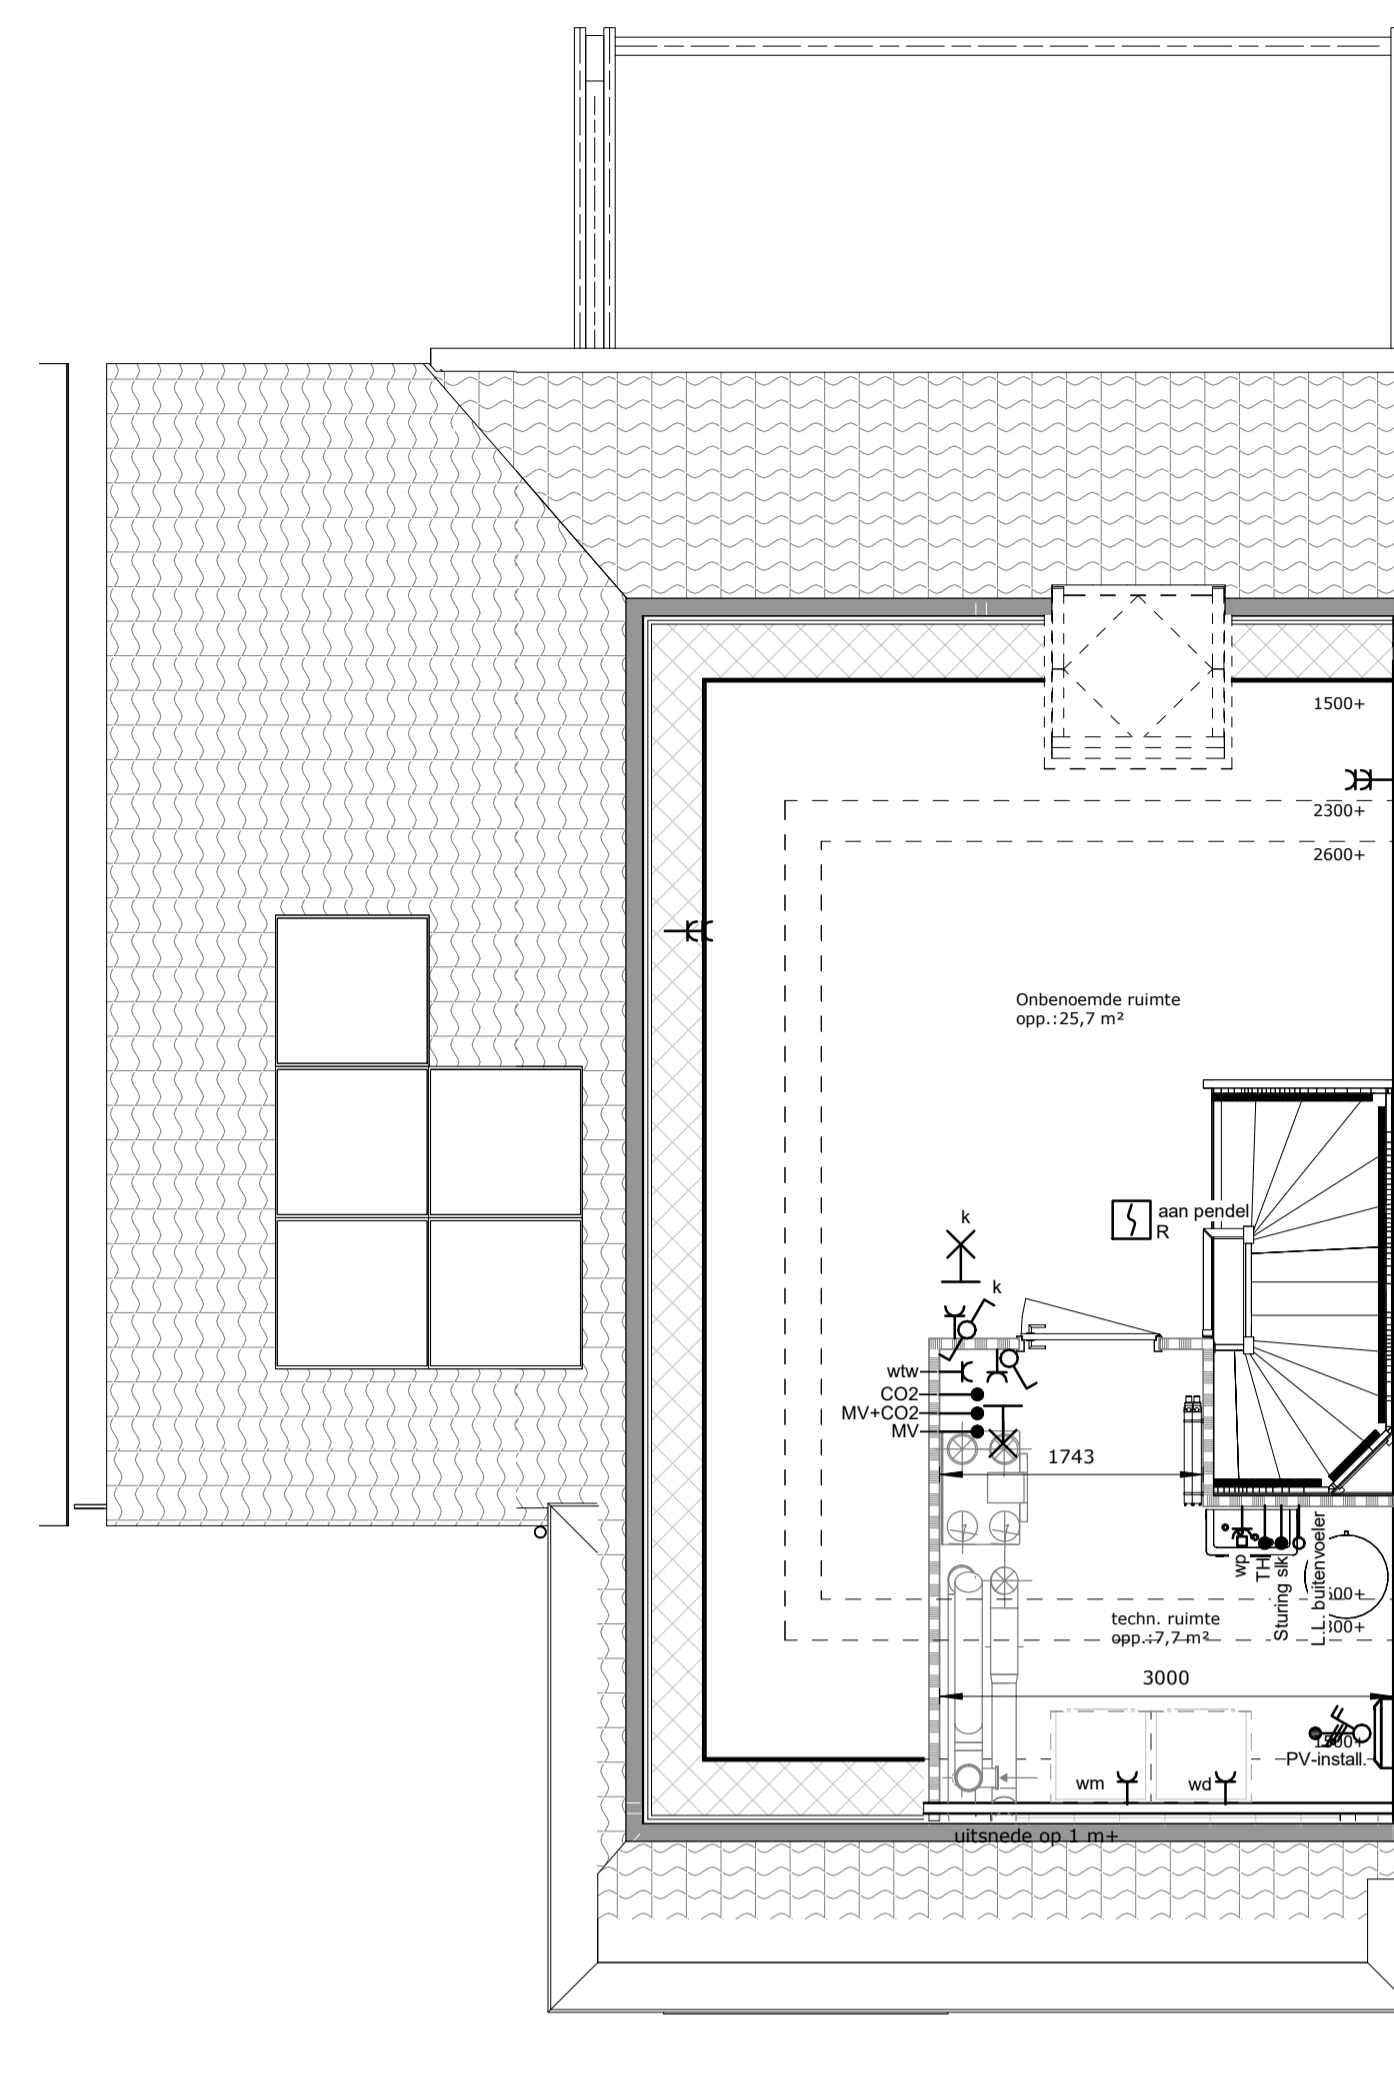 1500+
2300+
2600+
Onbenoemde ruimte
opp.:25,7 m²
aan pendel
R
k
k
wtw
CO2
MV+CO2
MV
1743
wp
TH
Sturing slk
L.L. buitenvoeler
techn. ruimte
opp.:7,7 m²
3000
1500+
PV-install.
wm
wd
uitsnede op 1 m+